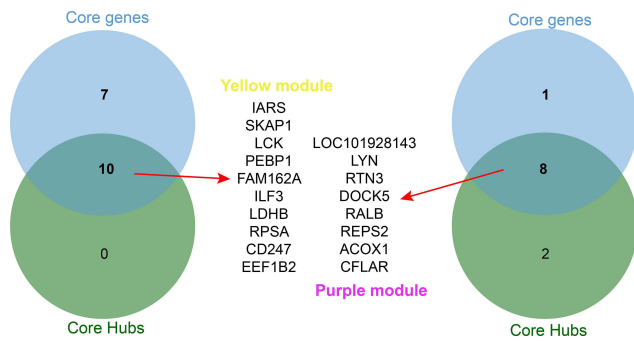 Core genes
7
10
0
Core Hubs
Yellow module
IARS
SKAP1
LCK
PEBP1
FAM162A
ILF3
LDHB
RPSA
CD247
EEF1B2
LOC101928143
LYN
RTN3
DOCK5
RALB
REPS2
ACOX1
CFLAR
Purple module
Core genes
1
8
2
Core Hubs